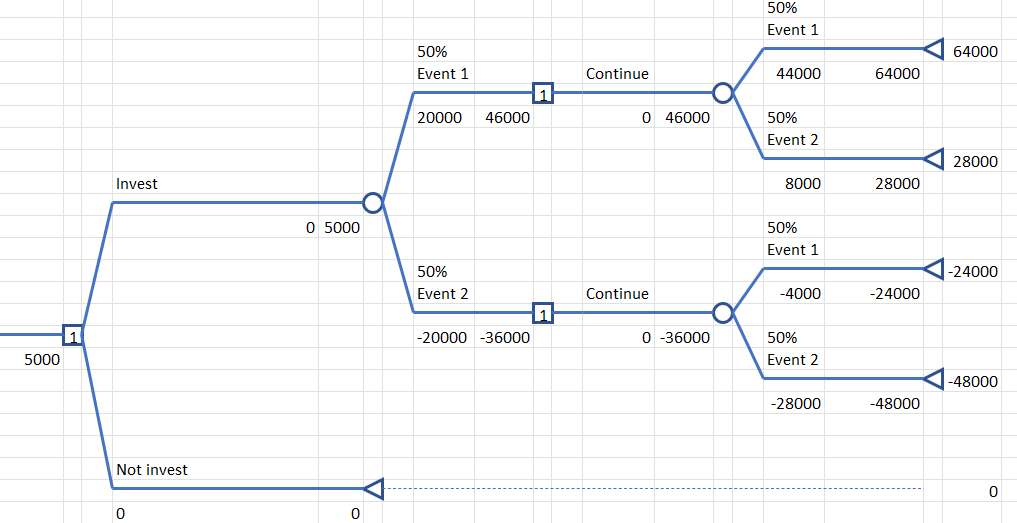 50%
Event 1
64000
44000 64000
50%
Event 1
1
Continue
20000 46000
0 46000
50%
Event 2
28000
8000 28000
Invest
0 5000
50%
Event 1
-24000
-4000 -24000
50%
Event 2
1
Continue
-20000 -36000
0 -36000
50%
Event 2
-48000
-28000 -48000
1
5000
Not invest
0 0
0